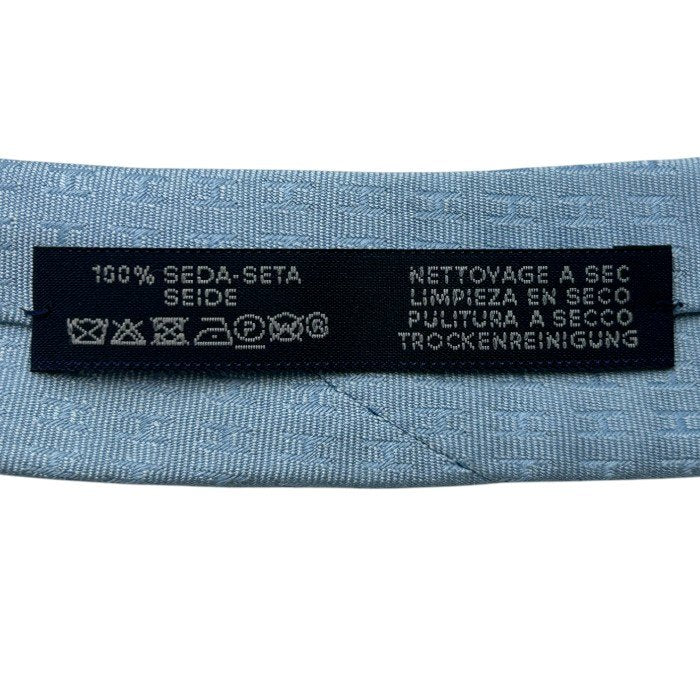 100% SEDA-SETA
SEIDE
P W ®
NETTOYAGE A SEC
LIMPIEZA EN SECO
PULITURA A SECCO
TROCKENREINIGUNG